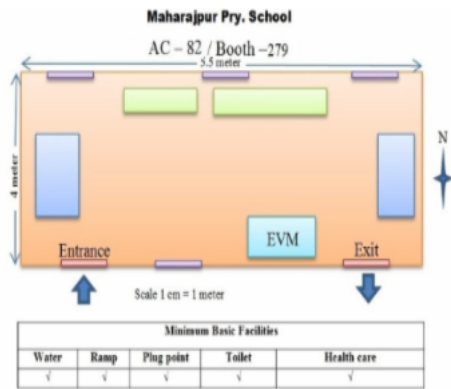 Maharajpur Pry. School
AC – 82 / Booth –279
5.5 meter
4 meter
N
Entrance
EVM
Exit
Scale 1 cm = 1 meter
Minimum Basic Facilities
Water Ramp Plug point Toilet Health care
√ √ √ √ √